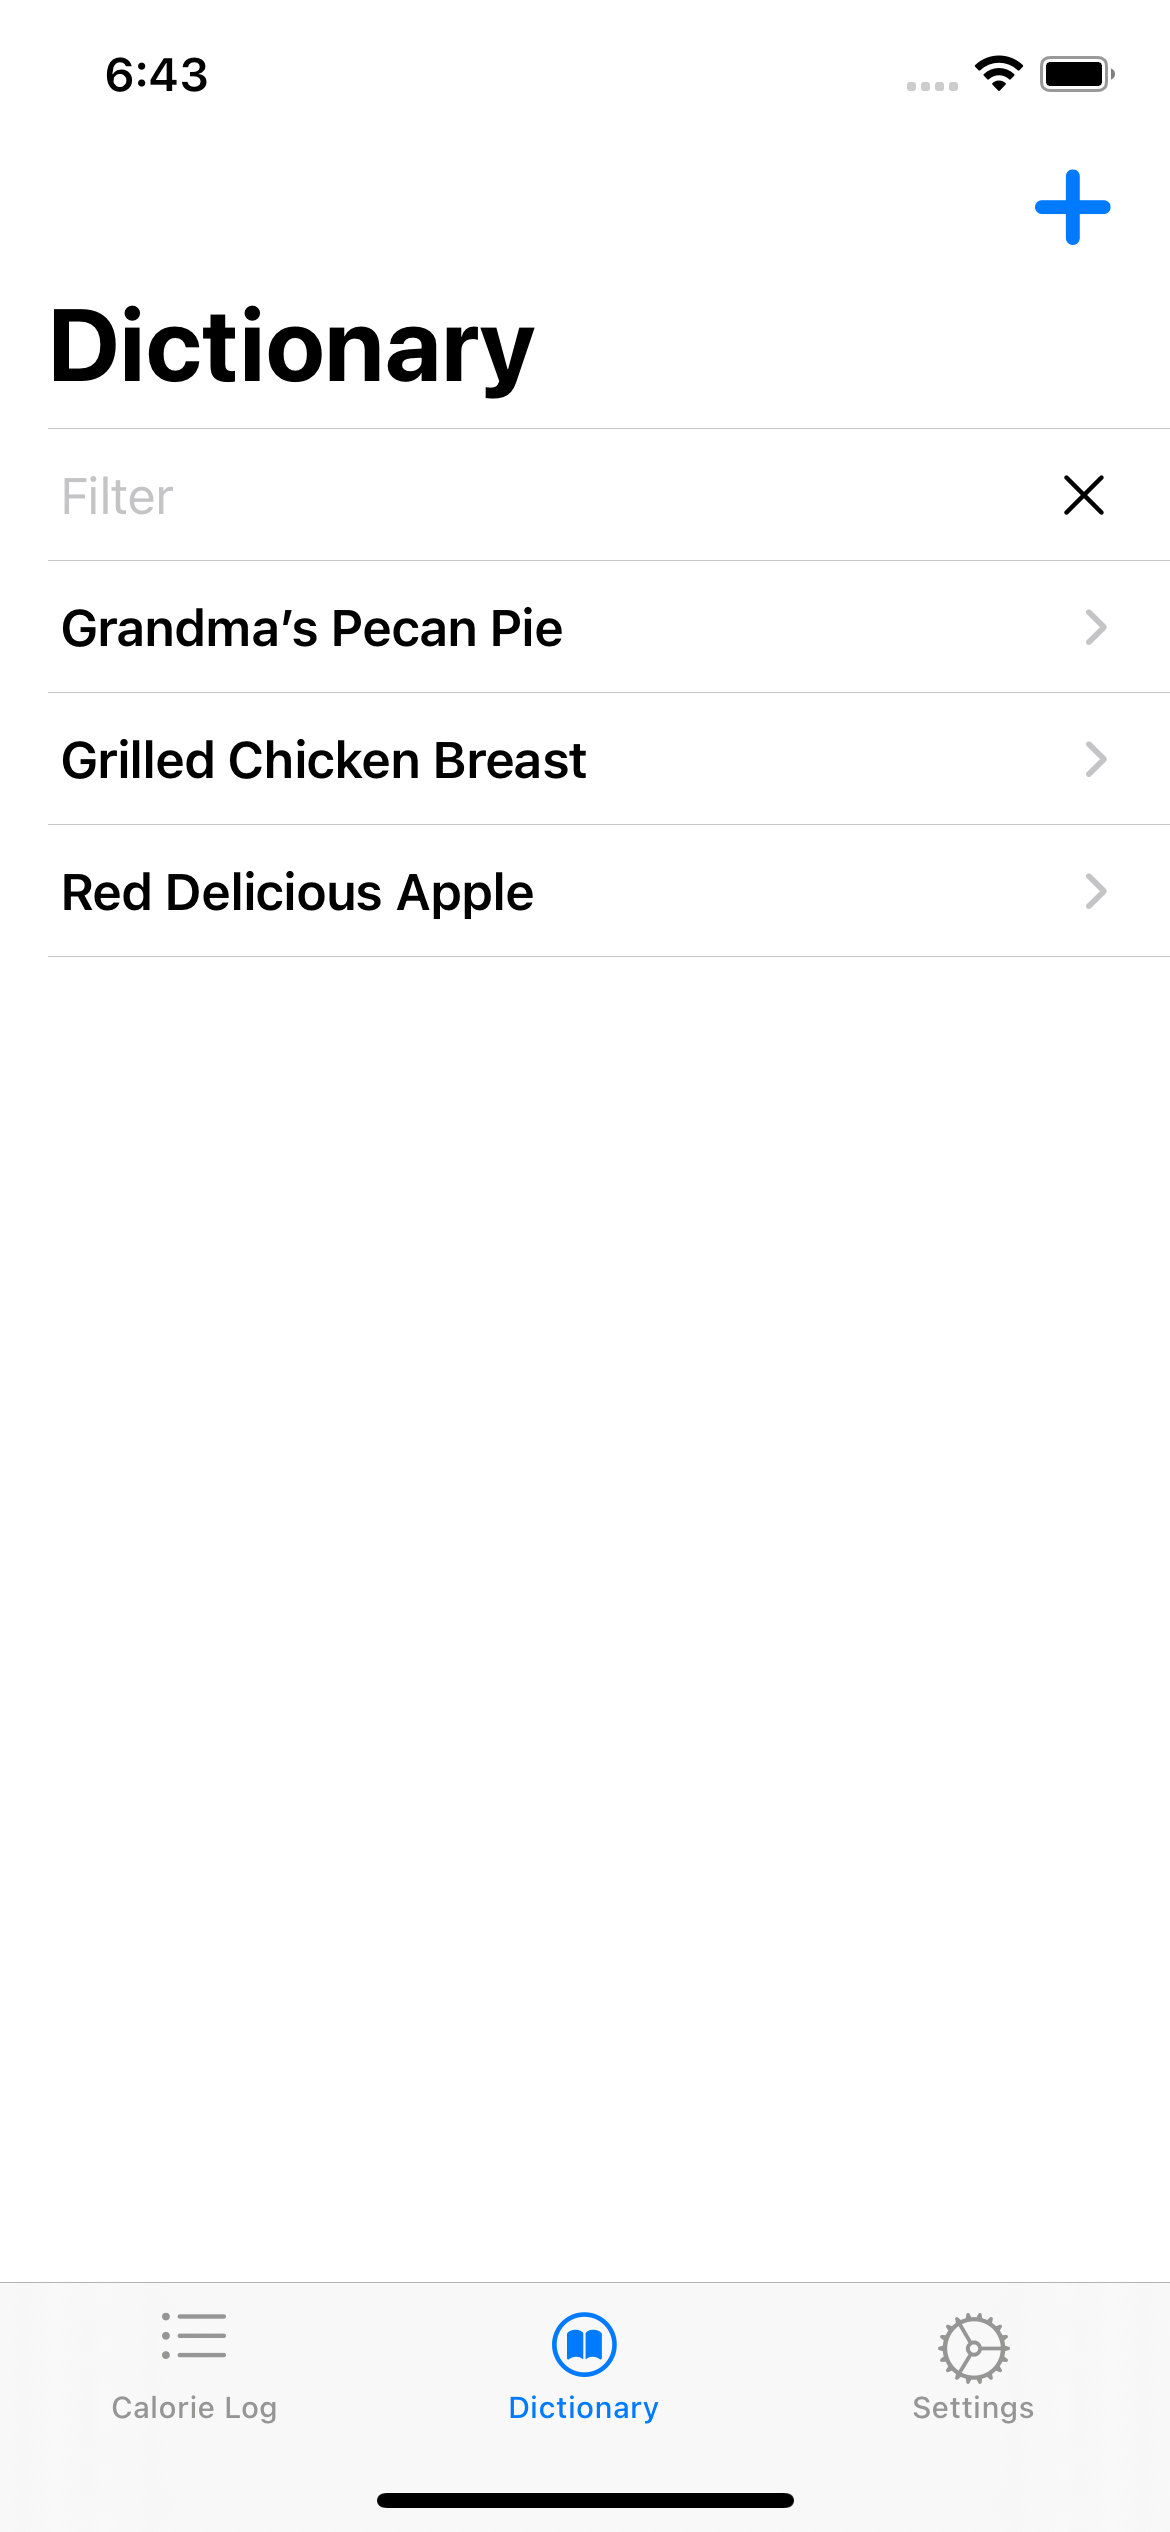 6:43
Dictionary
Filter
Grandma’s Pecan Pie
Grilled Chicken Breast
Red Delicious Apple
Calorie Log
Dictionary
Settings